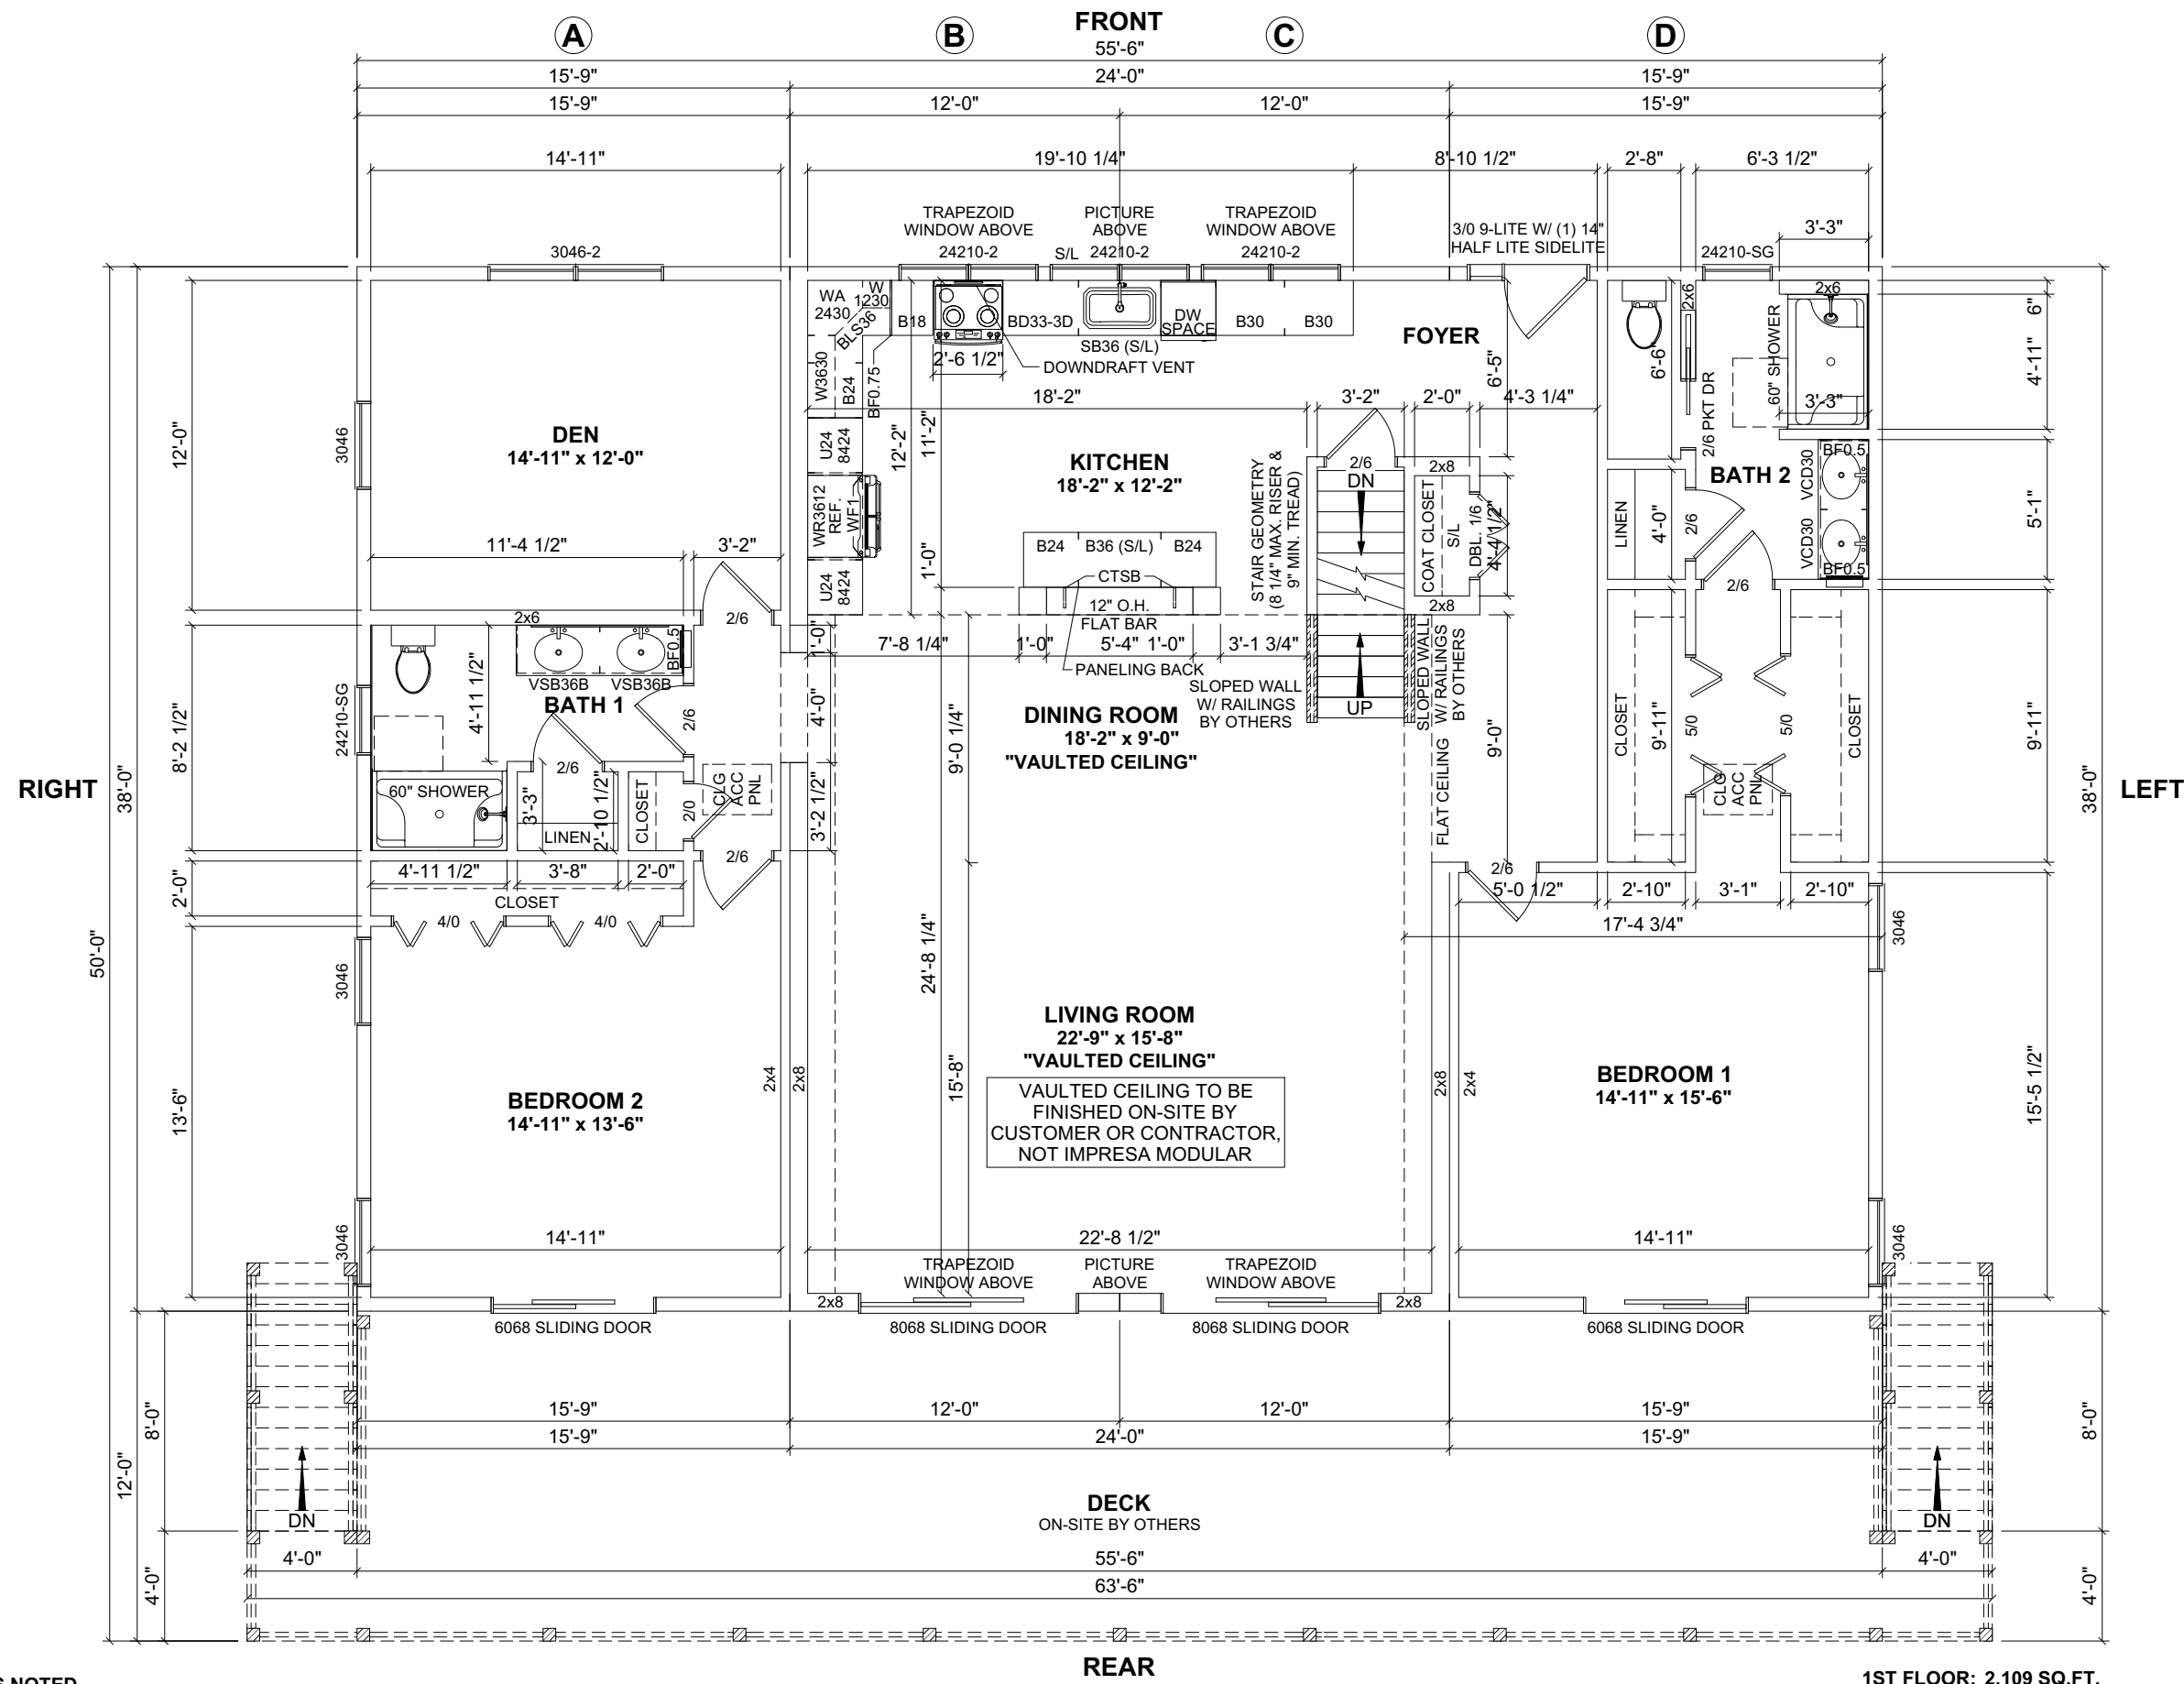 FRONT
A
B
C
D
55'-6"
15'-9"
24'-0"
15'-9"
15'-9"
12'-0"
12'-0"
15'-9"
14'-11"
19'-10 1/4"
8'-10 1/2"
2'-8"
6'-3 1/2"
TRAPEZOID
WINDOW ABOVE
24210-2
PICTURE
ABOVE
S/L
24210-2
TRAPEZOID
WINDOW ABOVE
24210-2
3/0 9-LITE W/ (1) 14"
HALF LITE SIDELITE
3'-3"
3046-2
24210-SG
WA
2430
W
1230
BLS36
B18
BD33-3D
DW
SPACE
B30
B30
SB36 (S/L)
DOWNDRAFT VENT
2'-6 1/2"
W3630
B24
BF0.75
FOYER
6'-5"
2x6
2x6
60" SHOWER
6"
4'-11"
6'-6"
2/6 PKT DR
3'-3"
18'-2"
3'-2"
2'-0"
4'-3 1/4"
12'-0"
3046
DEN
14'-11" x 12'-0"
U24
8424
12'-2"
11'-2"
KITCHEN
18'-2" x 12'-2"
STAIR GEOMETRY
(8 1/4" MAX. RISER &
9" MIN. TREAD)
2/6
DN
2x8
COAT CLOSET
S/L
DBL. 1/6
4'-4 1/2"
2x8
BATH 2
BF0.5
VCD30
VCD30
BF0.5
5'-1"
LINEN
4'-0"
2/6
2/6
WR3612
REF.
WF1
U24
8424
1'-0"
11'-4 1/2"
3'-2"
B24
B36 (S/L)
B24
CTSB
12" O.H.
FLAT BAR
PANELING BACK
2/6
2x6
BF0.5
VSB36B
VSB36B
4'-11 1/2"
BATH 1
2/6
1'-0"
4'-0"
7'-8 1/4"
1'-0"
5'-4"
1'-0"
3'-1 3/4"
SLOPED WALL
W/ RAILINGS
BY OTHERS
UP
SLOPED WALL
W/ RAILINGS
BY OTHERS
FLAT CEILING
9'-0"
CLOSET
9'-11"
5/0
5/0
CLOSET
9'-11"
CLG
ACC
PNL
DINING ROOM
18'-2" x 9'-0"
"VAULTED CEILING"
9'-0 1/4"
8'-2 1/2"
24210-SG
60" SHOWER
2/6
3'-3"
2'-10 1/2"
LINEN
CLOSET
2/0
CLG
ACC
PNL
3'-2 1/2"
RIGHT
LEFT
38'-0"
50'-0"
38'-0"
2'-0"
4'-11 1/2"
3'-8"
2'-0"
2/6
CLOSET
4/0
4/0
2/6
5'-0 1/2"
2'-10"
3'-1"
2'-10"
17'-4 3/4"
3046
3046
24'-8 1/4"
LIVING ROOM
22'-9" x 15'-8"
"VAULTED CEILING"
VAULTED CEILING TO BE
FINISHED ON-SITE BY
CUSTOMER OR CONTRACTOR,
NOT IMPRESA MODULAR
15'-8"
13'-6"
BEDROOM 2
14'-11" x 13'-6"
2x4
2x8
2x8
2x4
BEDROOM 1
14'-11" x 15'-6"
15'-5 1/2"
3046
14'-11"
22'-8 1/2"
14'-11"
3046
TRAPEZOID
WINDOW ABOVE
PICTURE
ABOVE
TRAPEZOID
WINDOW ABOVE
2x8
2x8
6068 SLIDING DOOR
8068 SLIDING DOOR
8068 SLIDING DOOR
6068 SLIDING DOOR
15'-9"
12'-0"
12'-0"
15'-9"
15'-9"
24'-0"
15'-9"
8'-0"
12'-0"
8'-0"
DN
DECK
ON-SITE BY OTHERS
DN
4'-0"
55'-6"
4'-0"
63'-6"
4'-0"
4'-0"
REAR
NOTED
1ST FLOOR: 2,109 SQ.FT.